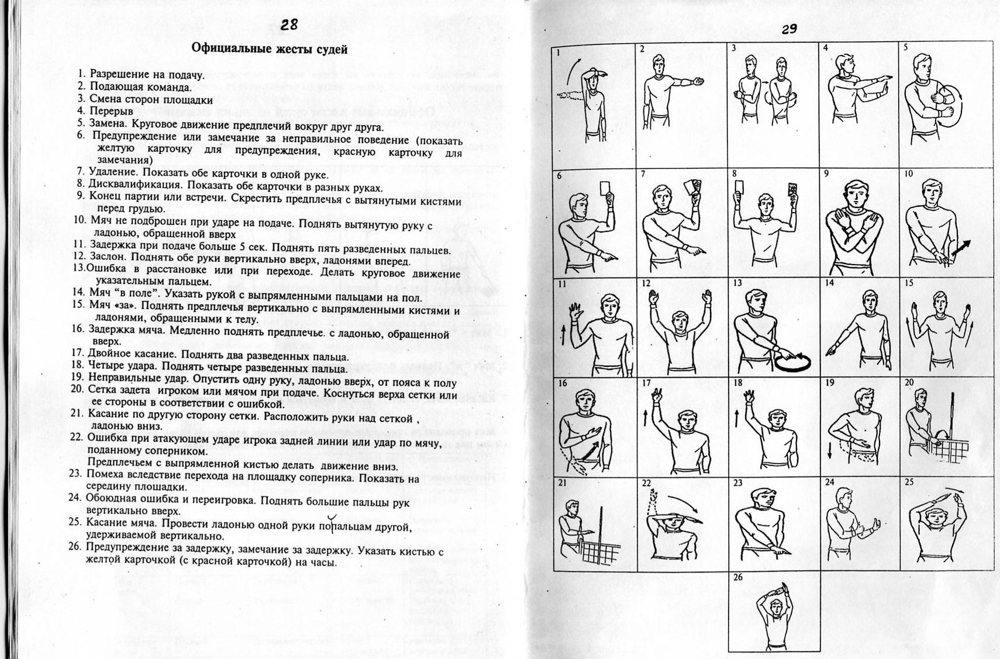 28
Официальные жесты судей
1. Разрешение на подачу.
2. Подающая команда.
3. Смена сторон площадки
4. Перерыв
5. Замена. Круговое движение предплечий вокруг друг друга.
6. Предупреждение или замечание за неправильное поведение (показать
желтую карточку для предупреждения, красную карточку для
замечания)
7. Удаление. Показать обе карточки в одной руке.
8. Дисквалификация. Показать обе карточки в разных руках.
9. Конец партии или встречи. Скрестить предплечья с вытянутыми кистями
перед грудью.
10. Мяч не подброшен при ударе на подаче. Поднять вытянутую руку с
ладонью, обращенной вверх
11. Задержка при подаче больше 5 сек. Поднять пять разведенных пальцев.
12. Заслон. Поднять обе руки вертикально вверх, ладонями вперед.
13.Ошибка в расстановке или при переходе. Делать круговое движение
указательным пальцем.
14. Мяч “в поле”. Указать рукой с выпрямленными пальцами на пол.
15. Мяч «за». Поднять предплечья вертикально с выпрямленными кистями и
ладонями, обращенными к телу.
16. Задержка мяча. Медленно поднять предплечье. с ладонью, обращенной
вверх.
17. Двойное касание. Поднять два разведенных пальца.
18. Четыре удара. Поднять четыре разведенных пальца.
19. Неправильные удар. Опустить одну руку, ладонью вверх, от пояса к полу
20. Сетка задета игроком или мячом при подаче. Коснуться верха сетки или
ее стороны в соответствии с ошибкой.
21. Касание по другую сторону сетки. Расположить руки над сеткой ,
ладонью вниз.
22. Ошибка при атакующем ударе игрока задней линии или удар по мячу,
поданному соперником.
Предплечьем с выпрямленной кистью делать движение вниз.
23. Помеха вследствие перехода на площадку соперника. Показать на
середину площадки.
24. Обоюдная ошибка и переигровка. Поднять большие пальцы рук
вертикально вверх.
25. Касание мяча. Провести ладонью одной руки по пальцам другой,
удерживаемой вертикально.
26. Предупреждение за задержку, замечание за задержку. Указать кистью с
желтой карточкой (с красной карточкой) на часы.
29
1 2 3 4 5
6 7 8 9 10
11 12 13 14 15
16 17 18 19 20
21 22 23 24 25
26